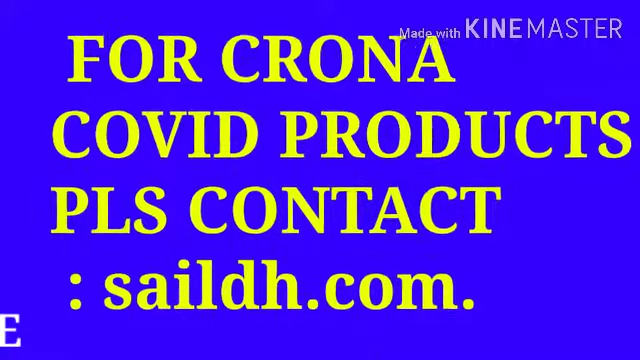 Made with KINEMASTER
FOR CRONA
COVID PRODUCTS
PLS CONTACT
: saildh.com.
E